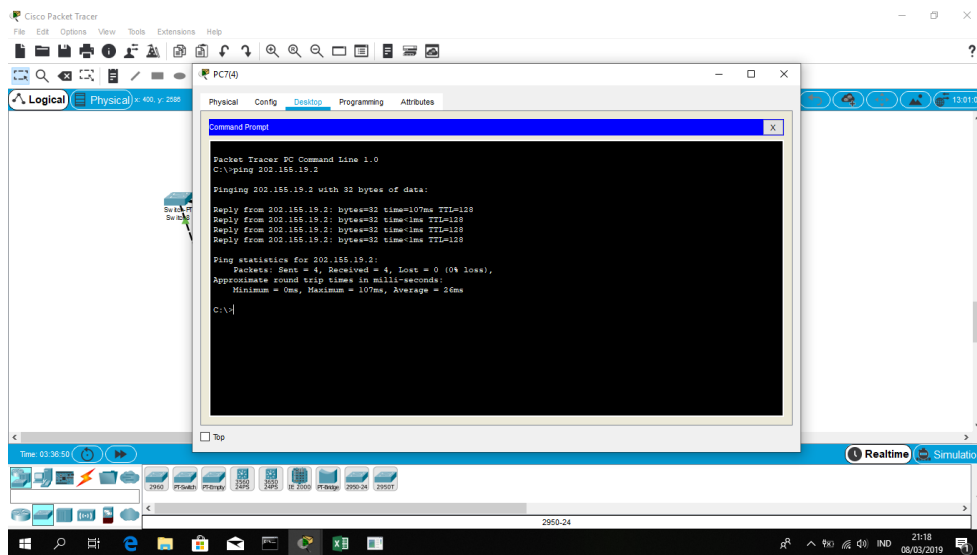 Cisco Packet Tracer
File Edit Options View Tools Extensions Help
?
PC7(4)
Logical
Physical x: 400, y: 2586
13:01:0
Physical Config Desktop Programming Attributes
Command Prompt
X
Packet Tracer PC Command Line 1.0
C:\>ping 202.155.19.2
Pinging 202.155.19.2 with 32 bytes of data:
Reply from 202.155.19.2: bytes=32 time=107ms TTL=128
Reply from 202.155.19.2: bytes=32 time<1ms TTL=128
Reply from 202.155.19.2: bytes=32 time<1ms TTL=128
Reply from 202.155.19.2: bytes=32 time<1ms TTL=128
Ping statistics for 202.155.19.2:
Packets: Sent = 4, Received = 4, Lost = 0 (0% loss),
Approximate round trip times in milli-seconds:
Minimum = 0ms, Maximum = 107ms, Average = 26ms
C:\>
Top
Time: 03:36:50
Realtime
Simulatio
2960 PT-Switch PT-Empty 3560 24PS 3650 24PS IE 2000 PT-Bridge 2950-24 2950T
2950-24
IND
21:18
08/03/2019